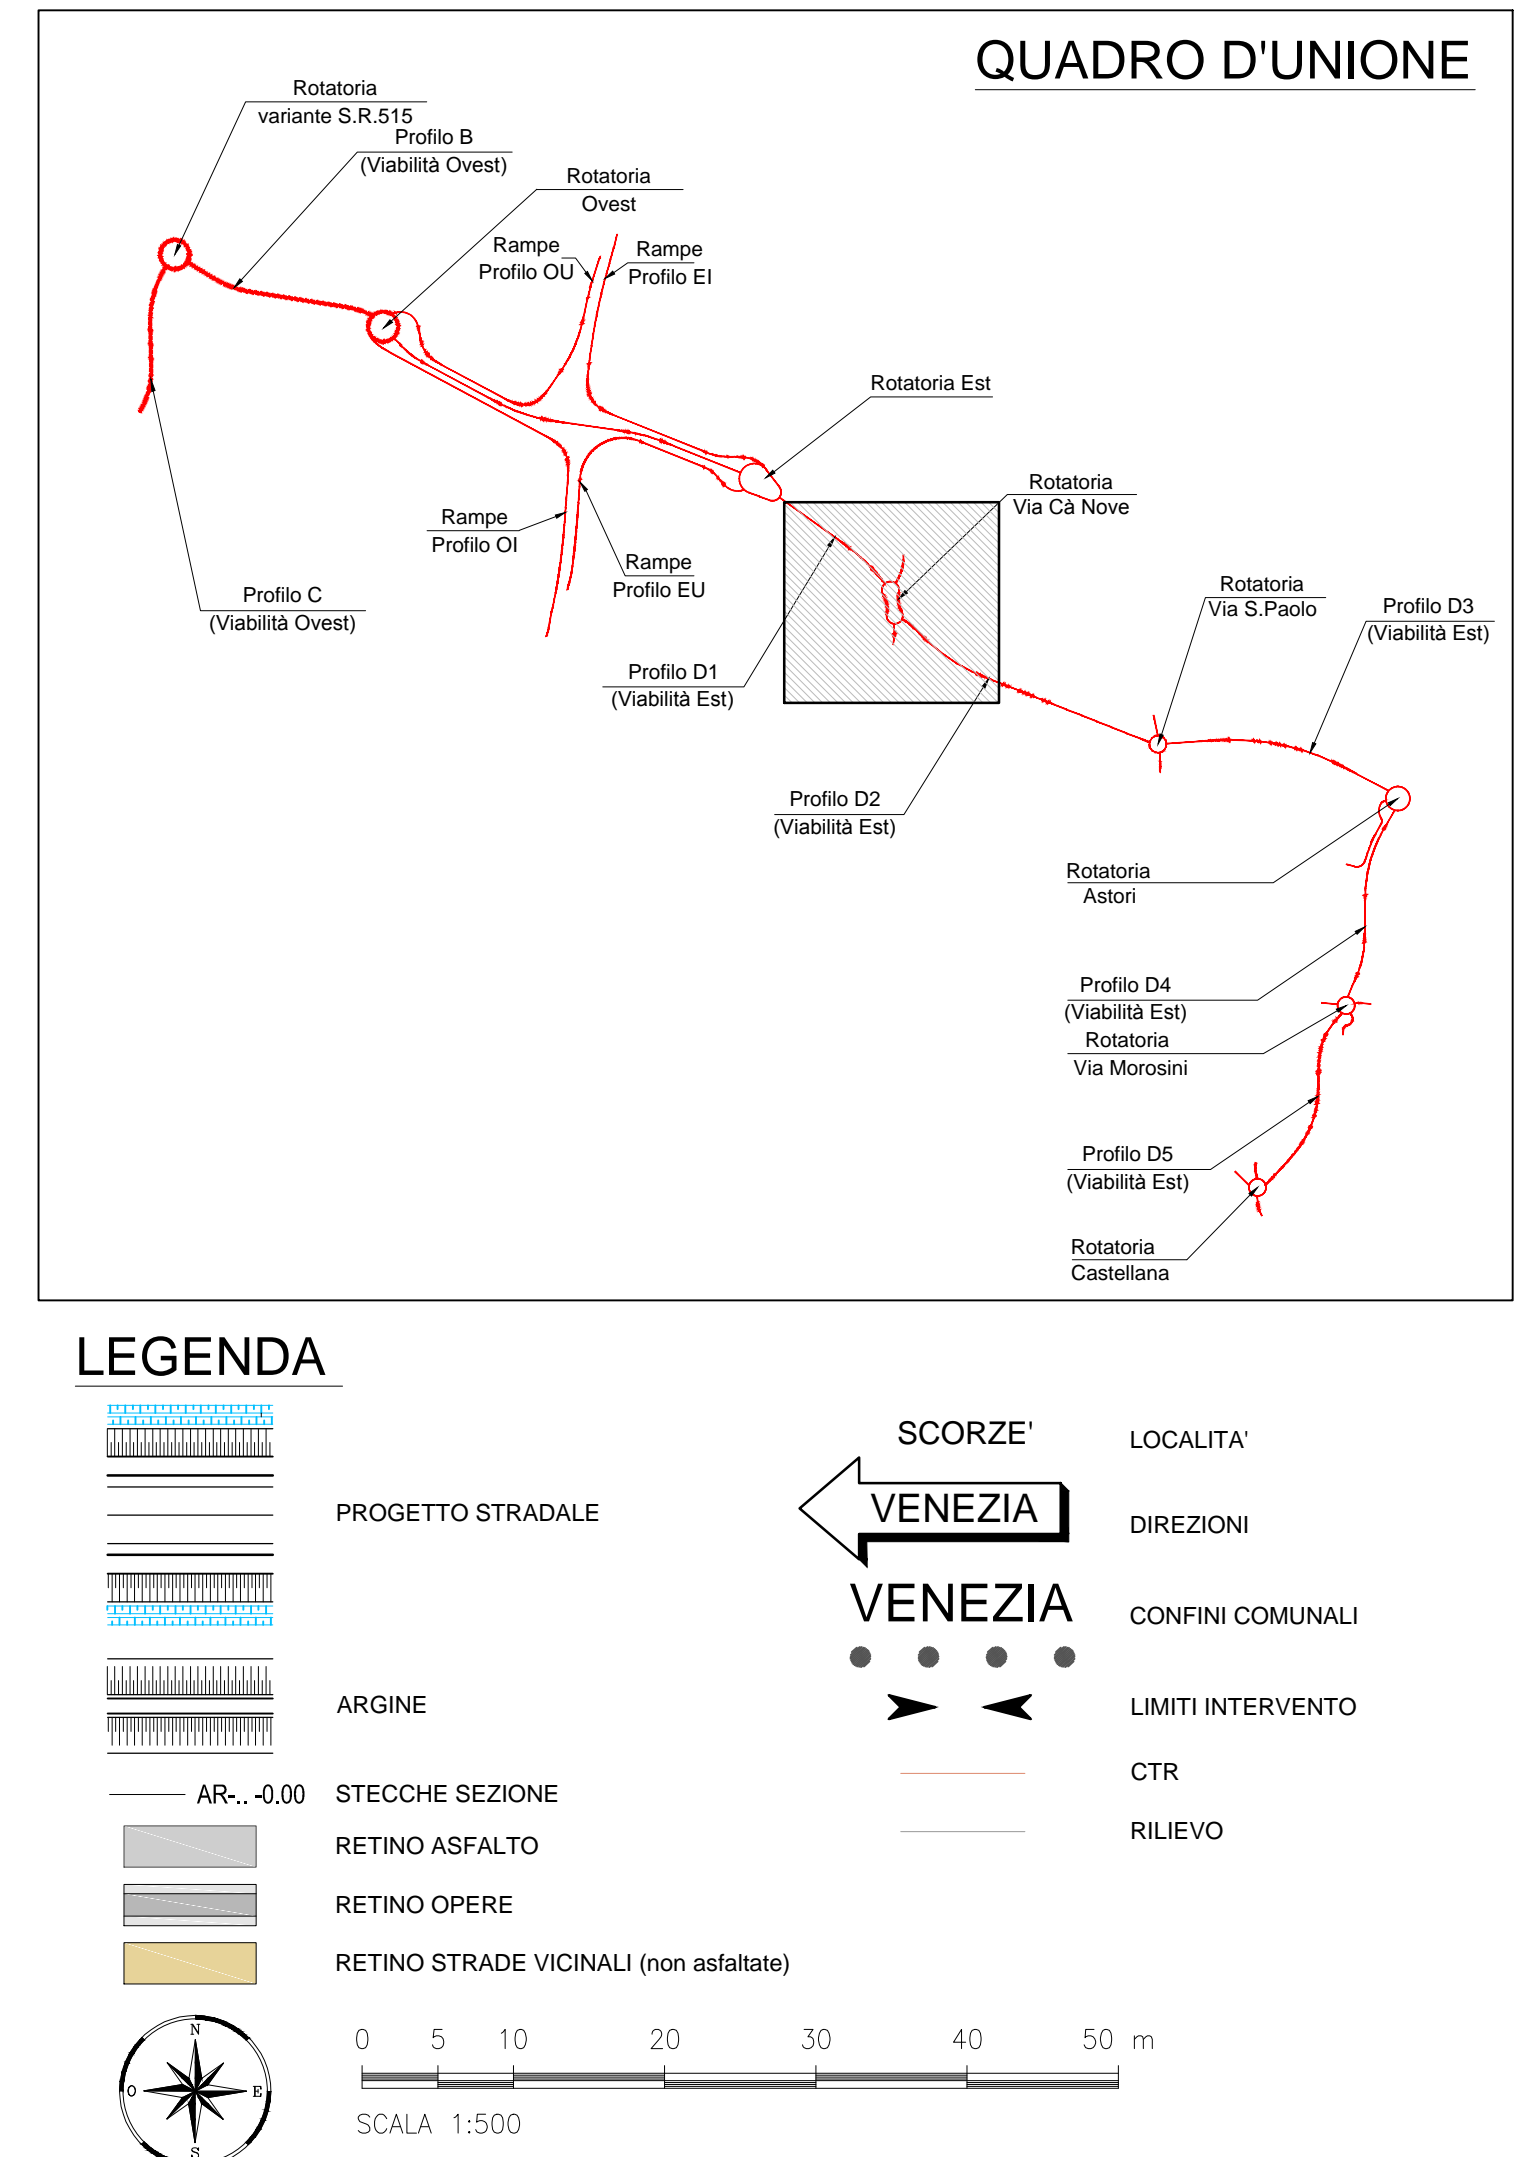 QUADRO D'UNIONE
Rotatoria
variante S.R.515
Profilo B
(Viabilità Ovest)
Rotatoria
Ovest
Rampe
Profilo OU
Rampe
Profilo EI
Rotatoria Est
Rotatoria
Via Cà Nove
Rampe
Profilo OI
Rampe
Profilo EU
Profilo C
(Viabilità Ovest)
Rotatoria
Via S.Paolo
Profilo D3
(Viabilità Est)
Profilo D1
(Viabilità Est)
Profilo D2
(Viabilità Est)
Rotatoria
Astori
Profilo D4
(Viabilità Est)
Rotatoria
Via Morosini
Profilo D5
(Viabilità Est)
Rotatoria
Castellana
LEGENDA
PROGETTO STRADALE
ARGINE
AR-.. -0.00 STECCHE SEZIONE
RETINO ASFALTO
RETINO OPERE
RETINO STRADE VICINALI (non asfaltate)
SCORZE' LOCALITA'
VENEZIA DIREZIONI
VENEZIA CONFINI COMUNALI
LIMITI INTERVENTO
CTR
RILIEVO
N
O E
S
0 5 10 20 30 40 50 m
SCALA 1:500